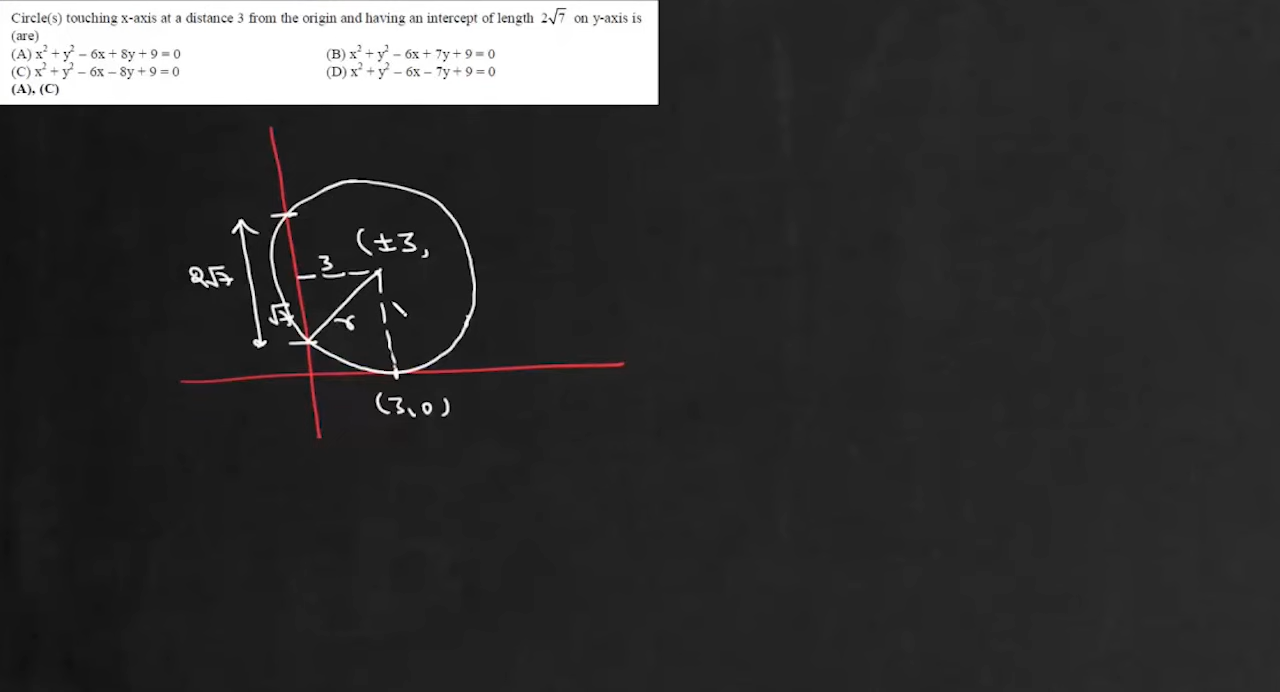 Circle(s) touching x-axis at a distance 3 from the origin and having an intercept of length 2√7 on y-axis is
(are)
(A) x² + y² – 6x + 8y + 9 = 0 (B) x² + y² – 6x + 7y + 9 = 0
(C) x² + y² – 6x – 8y + 9 = 0 (D) x² + y² – 6x – 7y + 9 = 0
(A), (C)
(±3,
3
2√7
√7
r
(3,0)